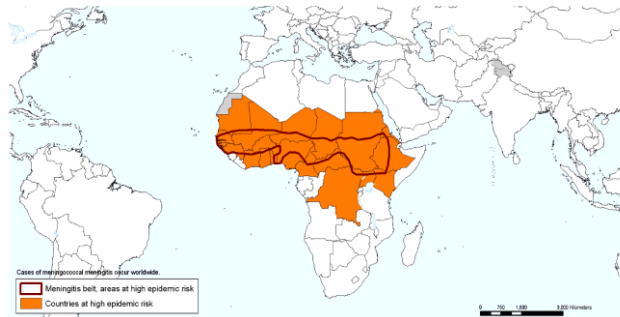 Cases of meningococcal meningitis occur worldwide.
Meningitis belt, areas at high epidemic risk
Countries at high epidemic risk
0 750 1,500 3,000 Kilometers